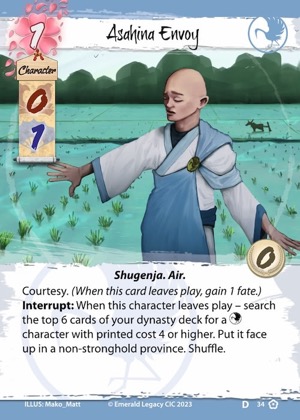 Asahina Envoy
1
Character
0
1
0
Shugenja. Air.
Courtesy. (When this card leaves play, gain 1 fate.)
Interrupt: When this character leaves play – search
the top 6 cards of your dynasty deck for a
character with printed cost 4 or higher. Put it face
up in a non-stronghold province. Shuffle.
ILLUS: Mako_Matt © Emerald Legacy CIC 2023 D 34